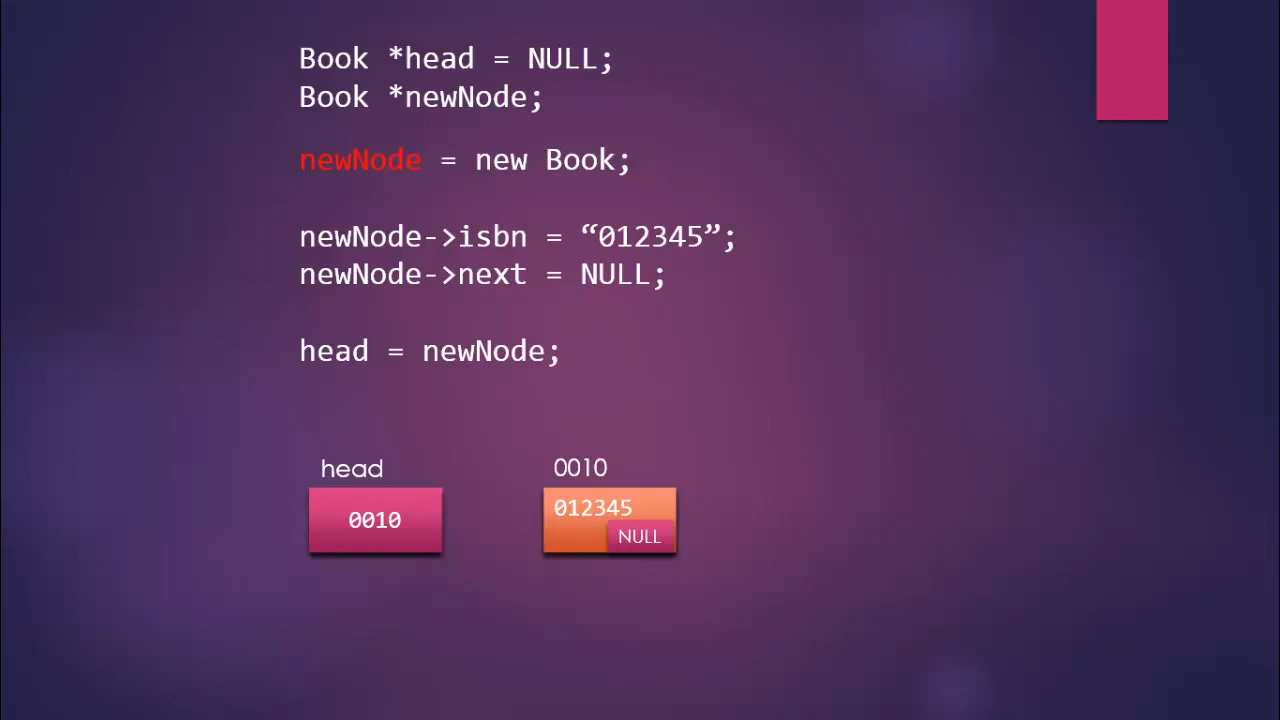 Book *head = NULL;
Book *newNode;
newNode = new Book;
newNode->isbn = “012345”;
newNode->next = NULL;
head = newNode;
head
0010
0010
012345
NULL